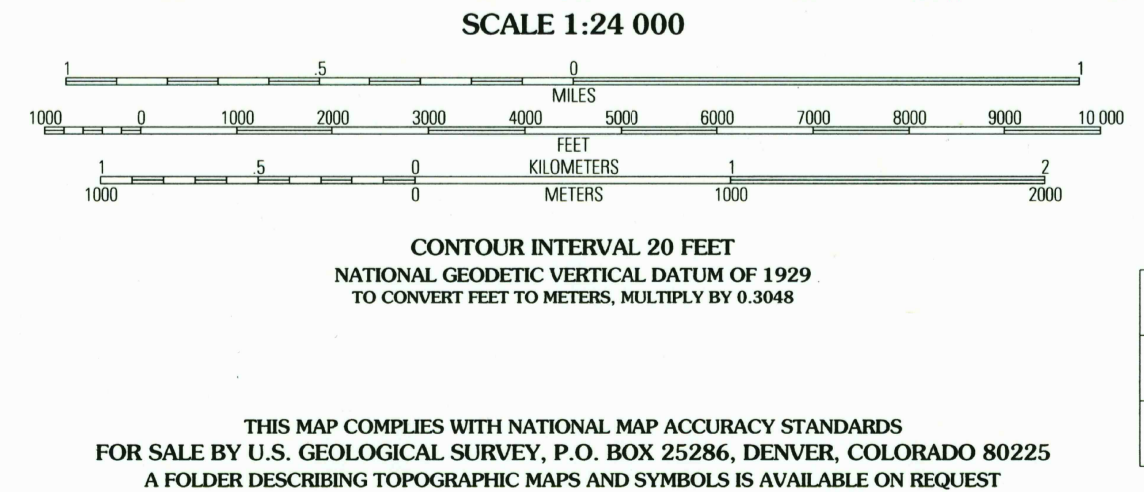 SCALE 1:24 000
1 .5 0 1
MILES
1000 0 1000 2000 3000 4000 5000 6000 7000 8000 9000 10 000
FEET
1 .5 0 KILOMETERS 1 2
1000 0 METERS 1000 2000
CONTOUR INTERVAL 20 FEET
NATIONAL GEODETIC VERTICAL DATUM OF 1929
TO CONVERT FEET TO METERS, MULTIPLY BY 0.3048
THIS MAP COMPLIES WITH NATIONAL MAP ACCURACY STANDARDS
FOR SALE BY U.S. GEOLOGICAL SURVEY, P.O. BOX 25286, DENVER, COLORADO 80225
A FOLDER DESCRIBING TOPOGRAPHIC MAPS AND SYMBOLS IS AVAILABLE ON REQUEST